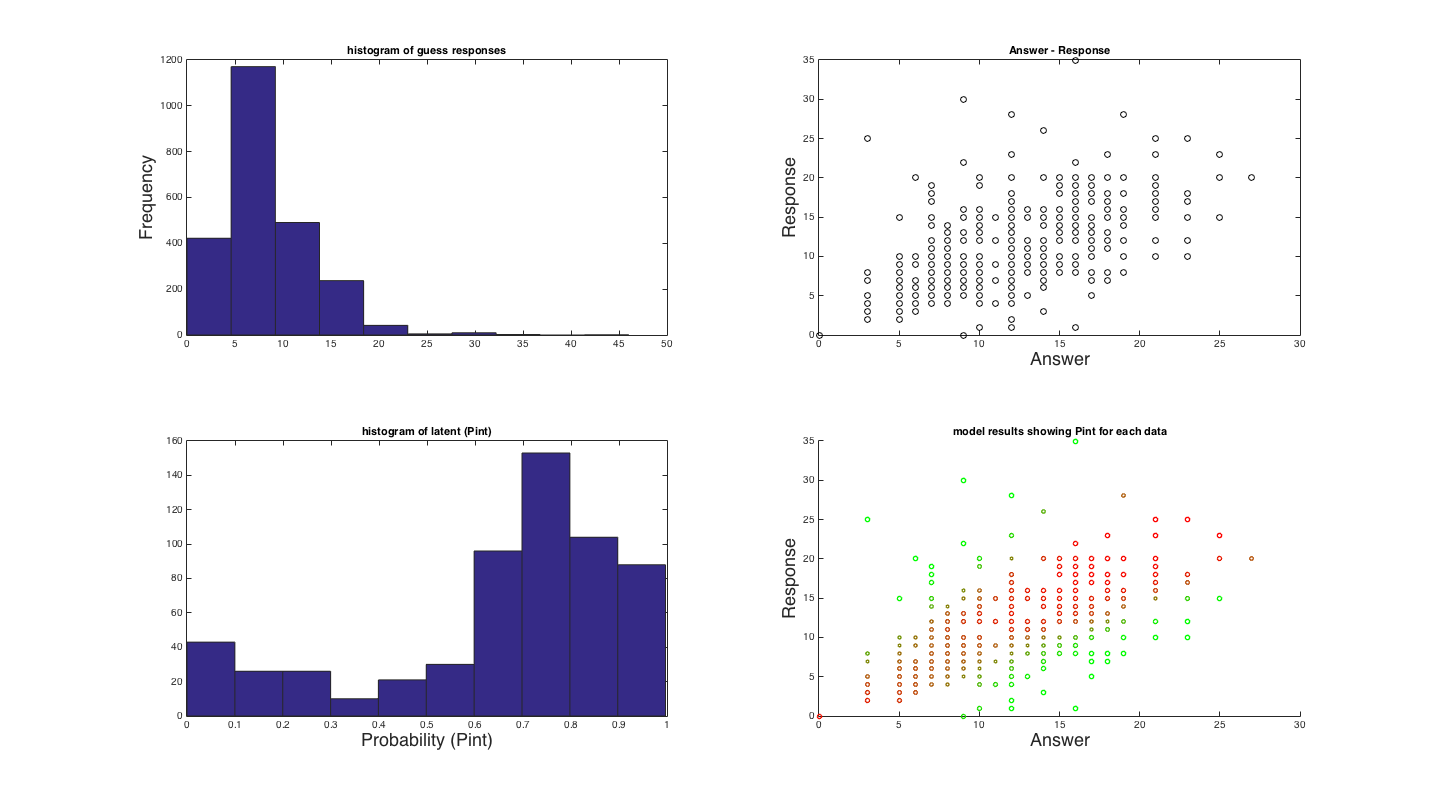 histogram of guess responses
1200
1000
800
600
400
200
0
Frequency
0 5 10 15 20 25 30 35 40 45 50
Answer - Response
35
30
25
20
15
10
5
0
Response
0 5 10 15 20 25 30
Answer
histogram of latent (Pint)
160
140
120
100
80
60
40
20
0
0 0.1 0.2 0.3 0.4 0.5 0.6 0.7 0.8 0.9 1
Probability (Pint)
model results showing Pint for each data
35
30
25
20
15
10
5
0
Response
0 5 10 15 20 25 30
Answer